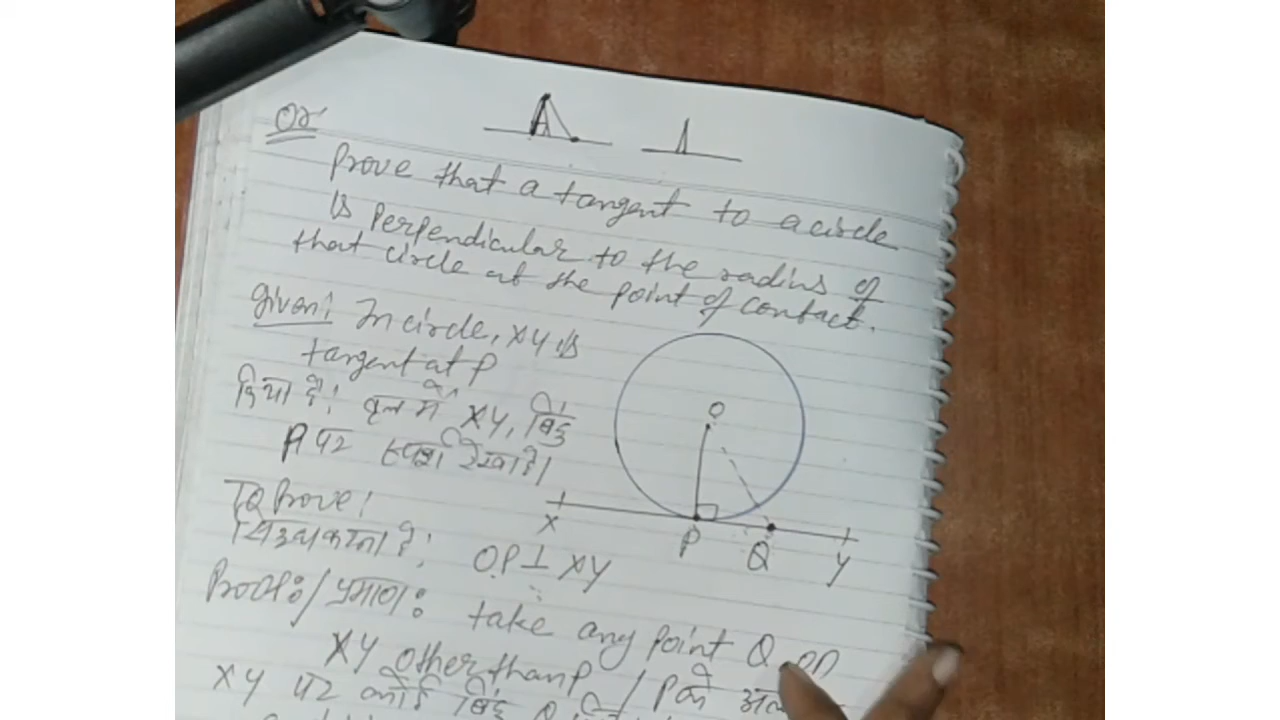 Or
Prove that a tangent to a circle
is perpendicular to the radius of
that circle at the point of contact.
Given: In circle, XY is
tangent at P
दिया है: वृत्त में XY, बिंदु
P पर स्पर्श रेखा है।
TO Prove:
सिद्ध करना है: OP ⊥ XY
O
X
P
Q
Y
Proof:/प्रमाण: take any point Q on
XY other than P / P के
XY पर कोई बिंदु Q